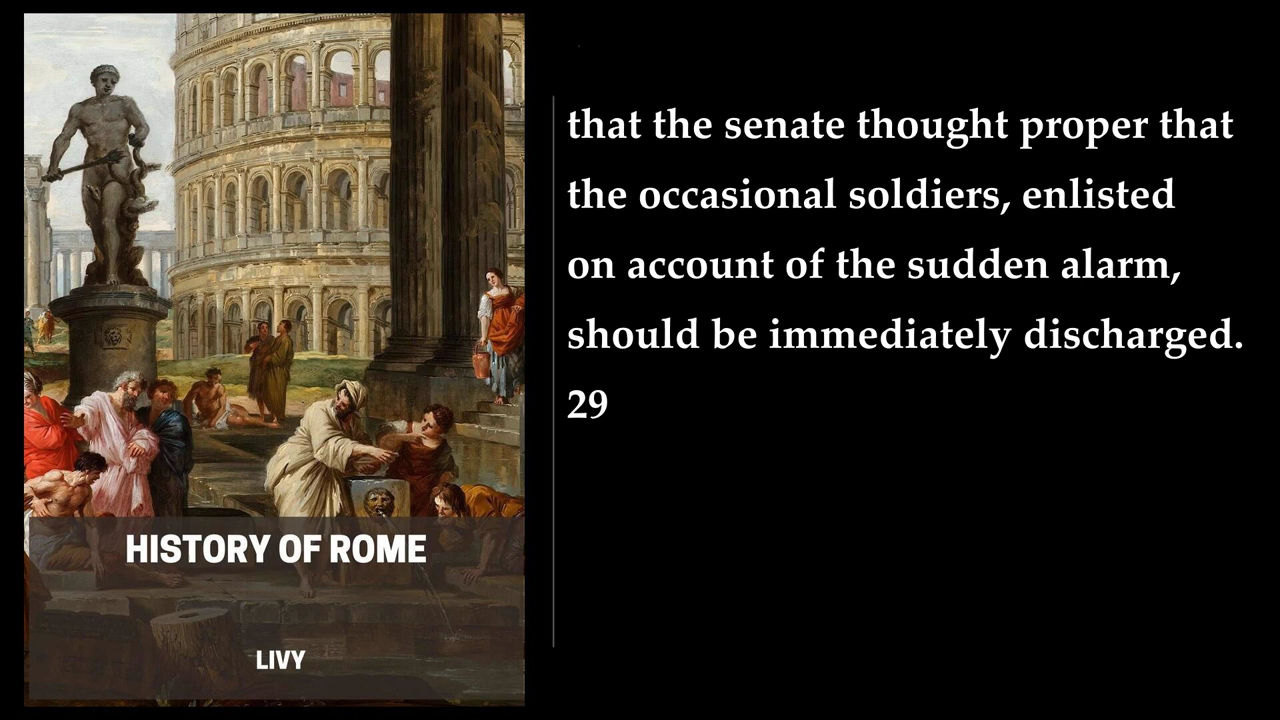 HISTORY OF ROME
LIVY
that the senate thought proper that
the occasional soldiers, enlisted
on account of the sudden alarm,
should be immediately discharged.
29